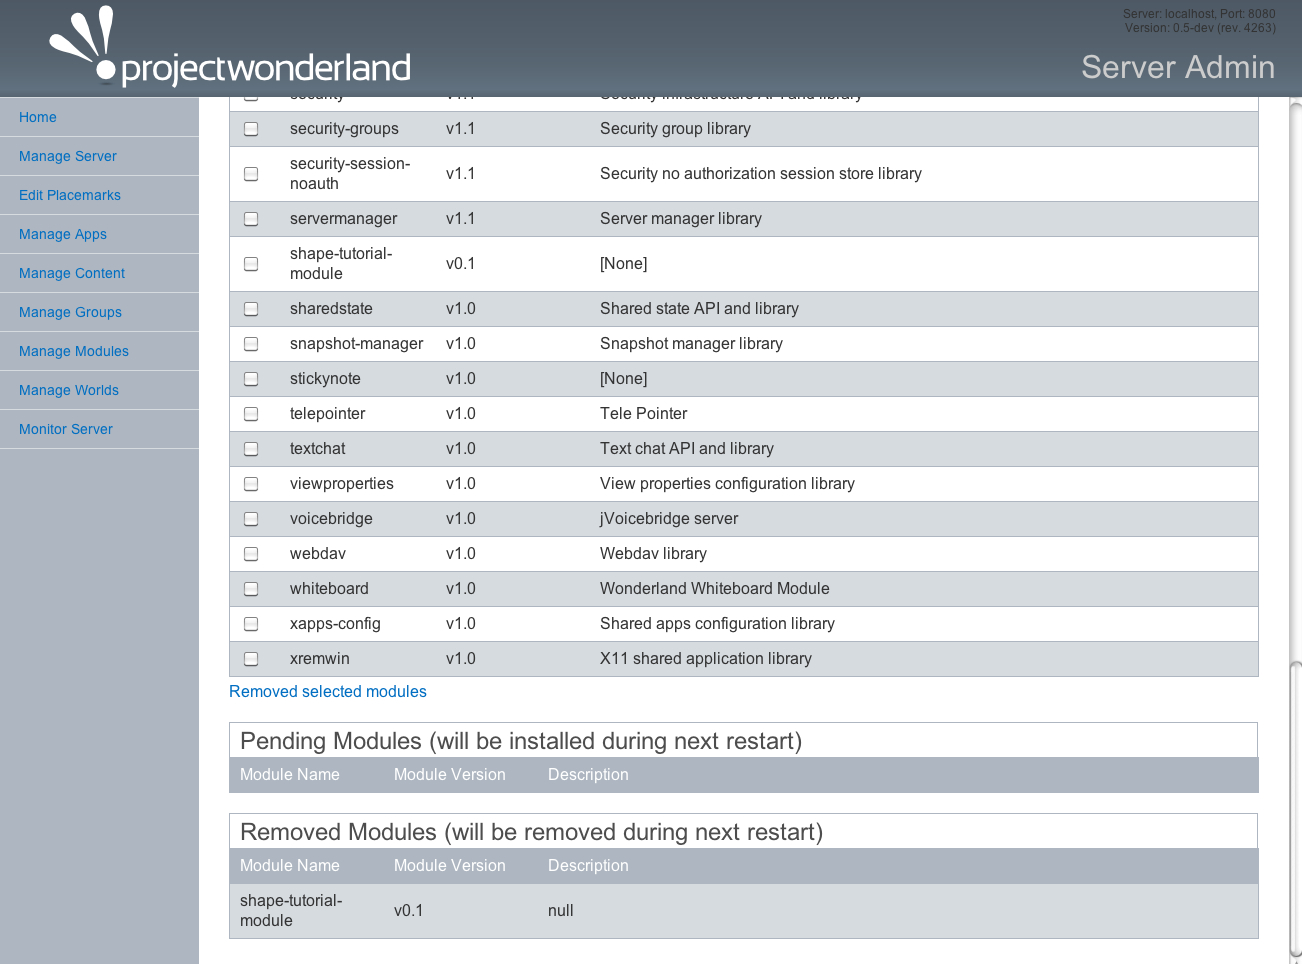 Server: localhost, Port: 8080
Version: 0.5-dev (rev. 4263)
projectwonderland
Server Admin
Home
Manage Server
Edit Placemarks
Manage Apps
Manage Content
Manage Groups
Manage Modules
Manage Worlds
Monitor Server
security v1.1 Security infrastructure API and library
security-groups v1.1 Security group library
security-session-
noauth v1.1 Security no authorization session store library
servermanager v1.1 Server manager library
shape-tutorial-
module v0.1 [None]
sharedstate v1.0 Shared state API and library
snapshot-manager v1.0 Snapshot manager library
stickynote v1.0 [None]
telepointer v1.0 Tele Pointer
textchat v1.0 Text chat API and library
viewproperties v1.0 View properties configuration library
voicebridge v1.0 jVoicebridge server
webdav v1.0 Webdav library
whiteboard v1.0 Wonderland Whiteboard Module
xapps-config v1.0 Shared apps configuration library
xremwin v1.0 X11 shared application library
Removed selected modules
Pending Modules (will be installed during next restart)
Module Name Module Version Description
Removed Modules (will be removed during next restart)
Module Name Module Version Description
shape-tutorial-
module v0.1 null